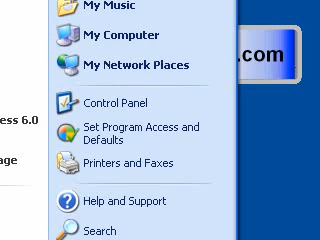 My Music
My Computer
.com
My Network Places
Control Panel
ess 6.0
Set Program Access and
Defaults
age
Printers and Faxes
Help and Support
Search